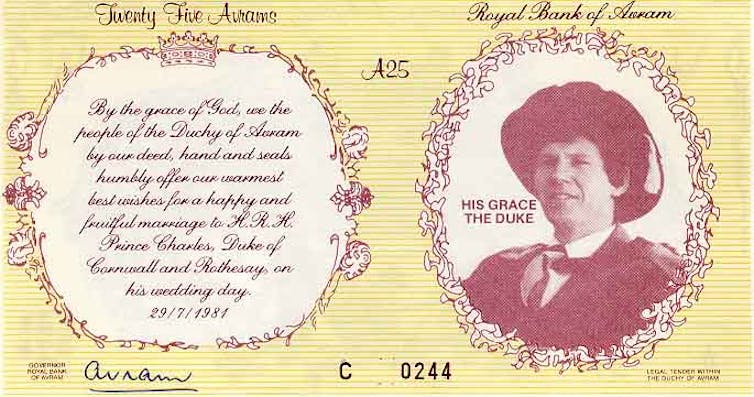 Twenty Five Avrams
Royal Bank of Avram
A25
By the grace of God, we the
people of the Duchy of Avram
by our deed, hand and seals
humbly offer our warmest
best wishes for a happy and
fruitful marriage to H.R.H.
Prince Charles, Duke of
Cornwall and Rothesay, on
his wedding day.
29/7/1981
HIS GRACE
THE DUKE
GOVERNOR
ROYAL BANK
OF AVRAM
Avram
C 0244
LEGAL TENDER WITHIN
THE DUCHY OF AVRAM